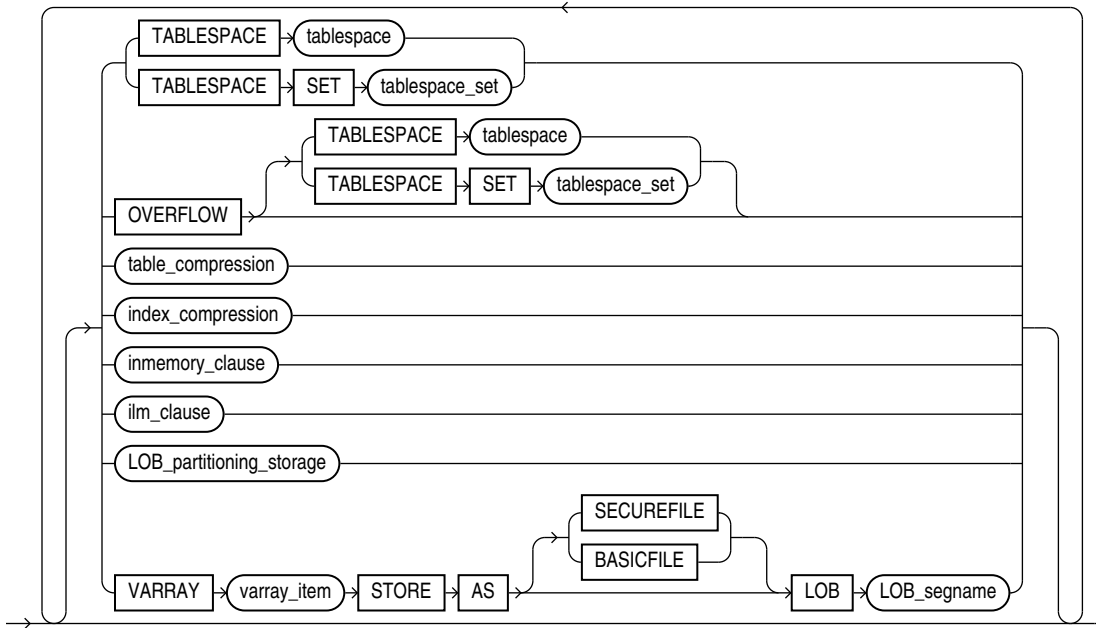 TABLESPACE tablespace
TABLESPACE SET tablespace_set
TABLESPACE tablespace
TABLESPACE SET tablespace_set
OVERFLOW
table_compression
index_compression
inmemory_clause
ilm_clause
LOB_partitioning_storage
SECUREFILE
BASICFILE
VARRAY varray_item STORE AS LOB LOB_segname